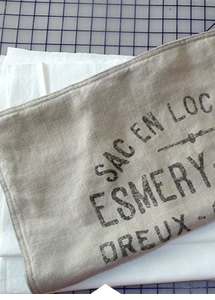 SAC EN LOC
ESMERY-
DREUX-